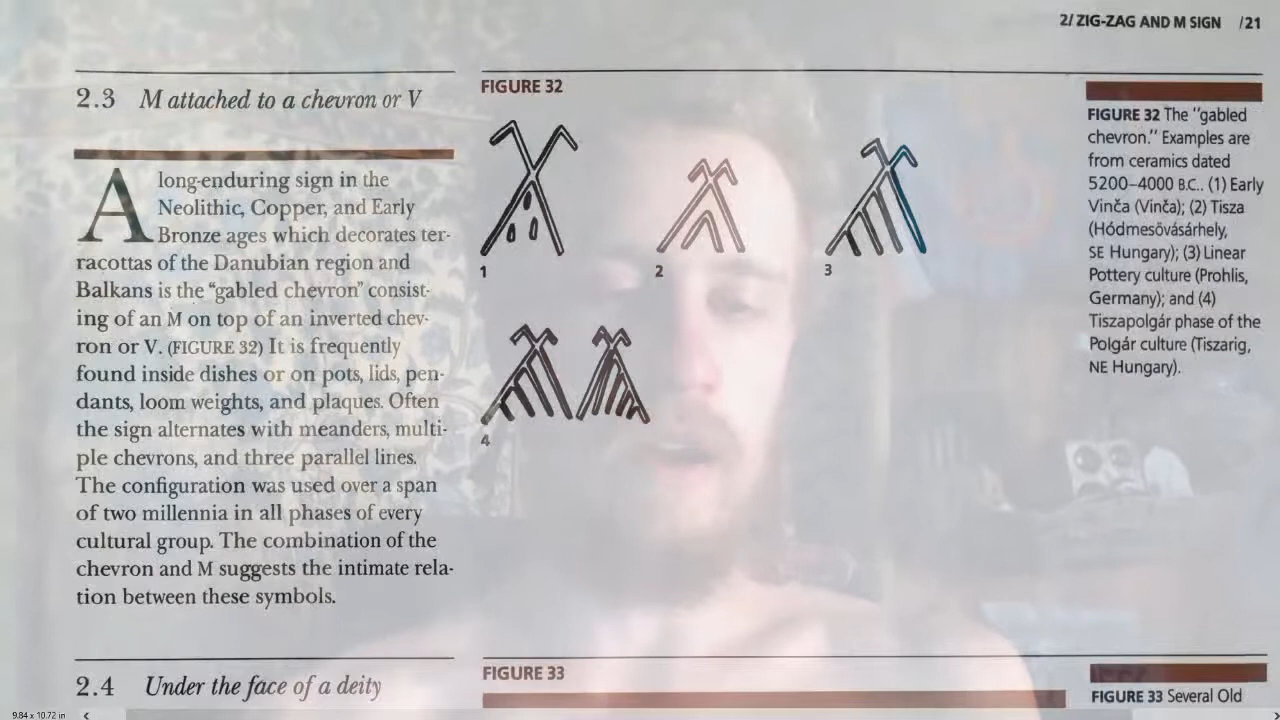 2/ ZIG-ZAG AND M SIGN /21
2.3 M attached to a chevron or V
A long-enduring sign in the
Neolithic, Copper, and Early
Bronze ages which decorates ter-
racottas of the Danubian region and
Balkans is the “gabled chevron” consist-
ing of an M on top of an inverted chev-
ron or V. (FIGURE 32) It is frequently
found inside dishes or on pots, lids, pen-
dants, loom weights, and plaques. Often
the sign alternates with meanders, multi-
ple chevrons, and three parallel lines.
The configuration was used over a span
of two millennia in all phases of every
cultural group. The combination of the
chevron and M suggests the intimate rela-
tion between these symbols.
2.4 Under the face of a deity
FIGURE 32
1
2
3
4
FIGURE 33
FIGURE 32 The "gabled
chevron." Examples are
from ceramics dated
5200–4000 B.C.. (1) Early
Vinča (Vinča); (2) Tisza
(Hódmesövásárhely,
SE Hungary); (3) Linear
Pottery culture (Prohlis,
Germany); and (4)
Tiszapolgár phase of the
Polgár culture (Tiszarig,
NE Hungary).
FIGURE 33 Several Old
9.84 x 10.72 in